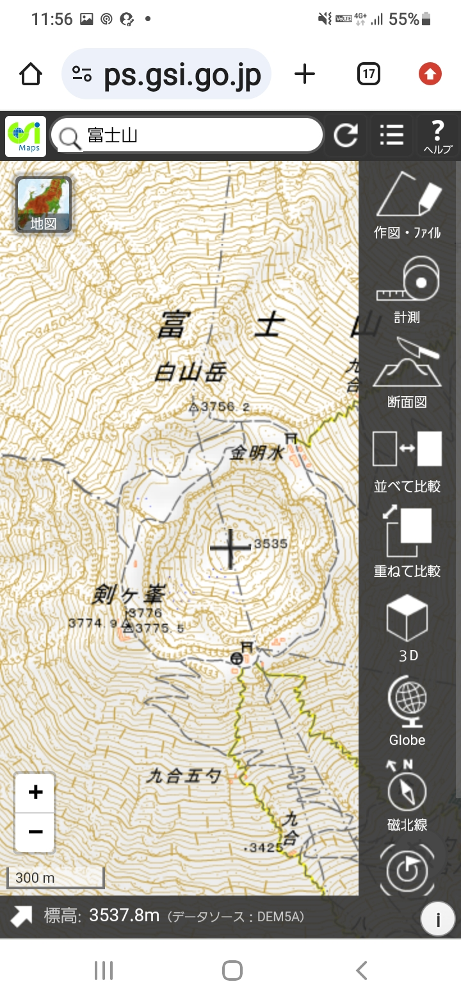 11:56
VoLTE 4G+ 55%
ps.gsi.go.jp
17
GSI Maps
富士山
ヘルプ
地図
作図・ファイル
3450
計測
富士山
白山岳
九合
断面図
3756.2
金明水
並べて比較
3535
重ねて比較
剣ヶ峯
3776
3774.9
3775.5
3D
Globe
N
九合五勺
磁北線
九合
3425
+
−
300 m
標高: 3537.8m (データソース:DEM5A)
i
八